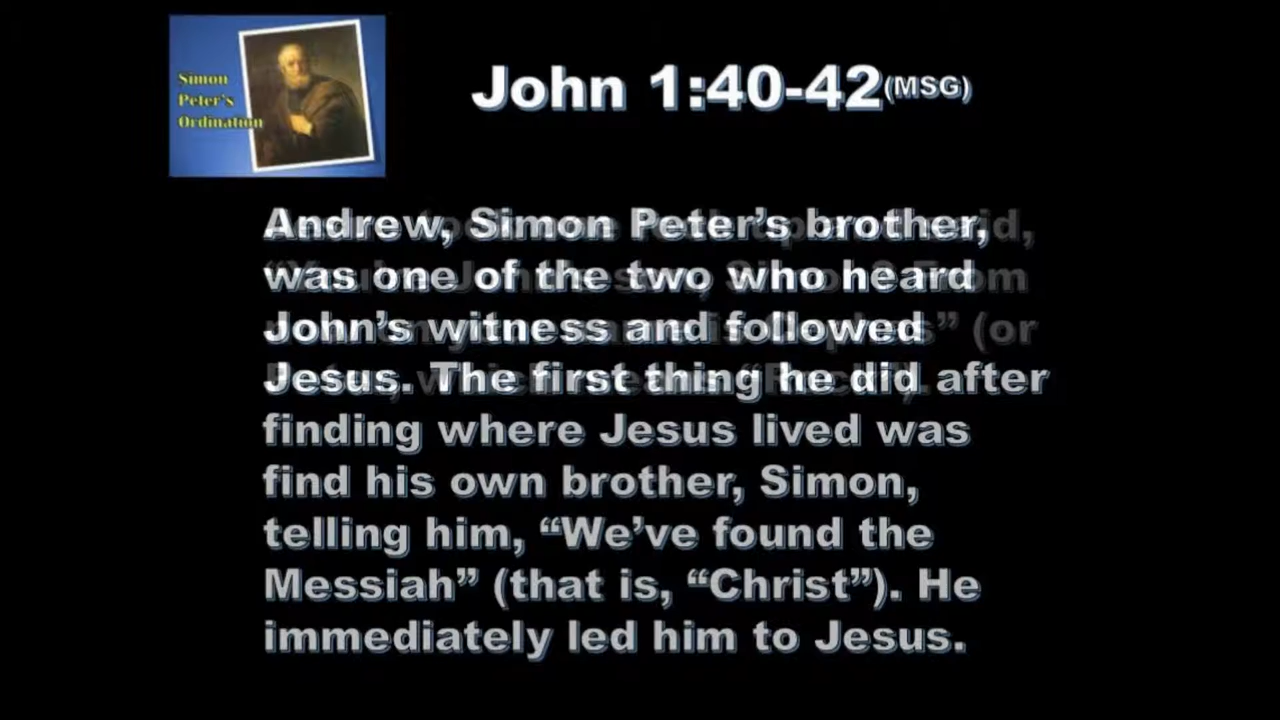 Simon
Peter's
Ordination
John 1:40-42(MSG)
Andrew, Simon Peter’s brother,
was one of the two who heard
John’s witness and followed
Jesus. The first thing he did after
finding where Jesus lived was
find his own brother, Simon,
telling him, “We’ve found the
Messiah” (that is, “Christ”). He
immediately led him to Jesus.